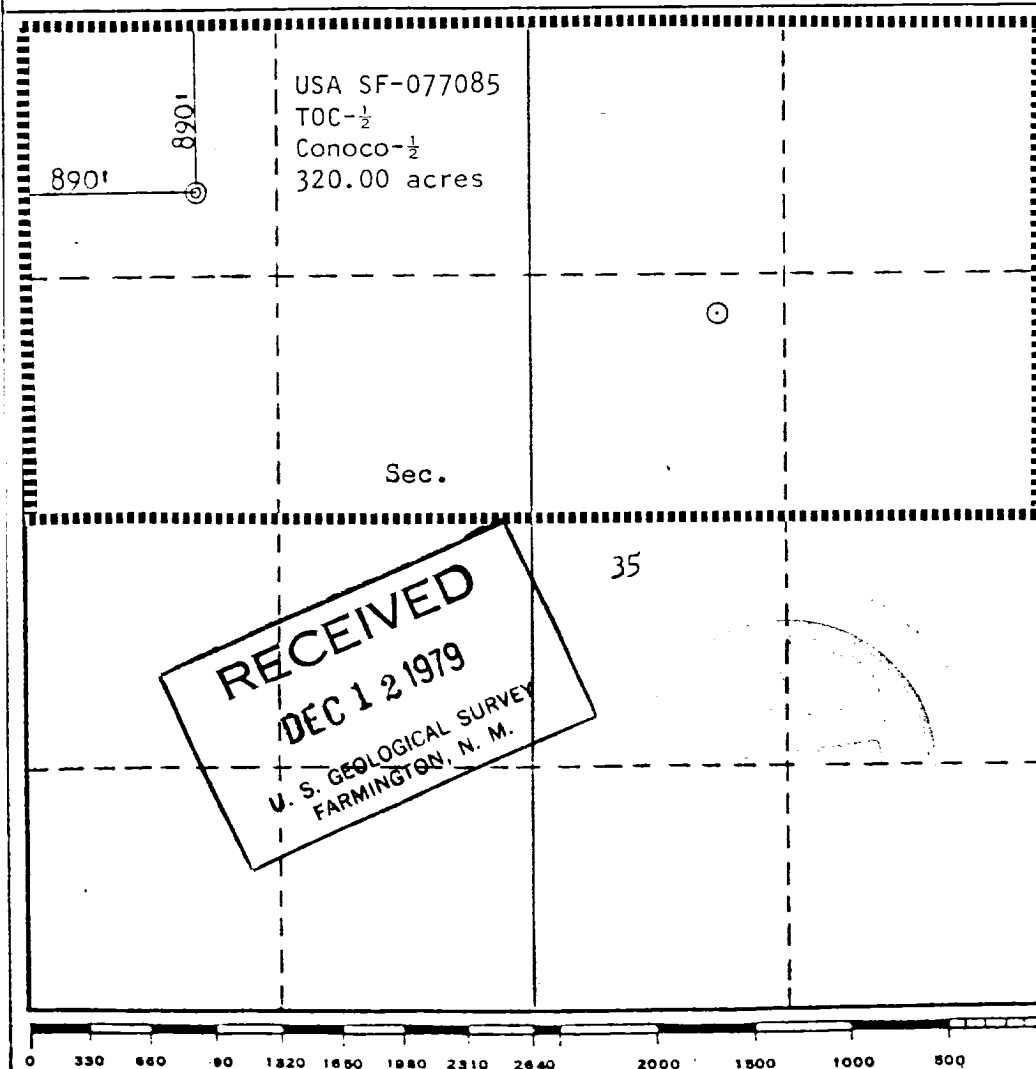 USA SF-077085
TOC-½
Conoco-½
320.00 acres
890'
890'
Sec.
35
RECEIVED
DEC 12 1979
U. S. GEOLOGICAL SURVEY
FARMINGTON, N. M.
0 330 660 90 1320 1650 1980 2310 2640 2000 1500 1000 500